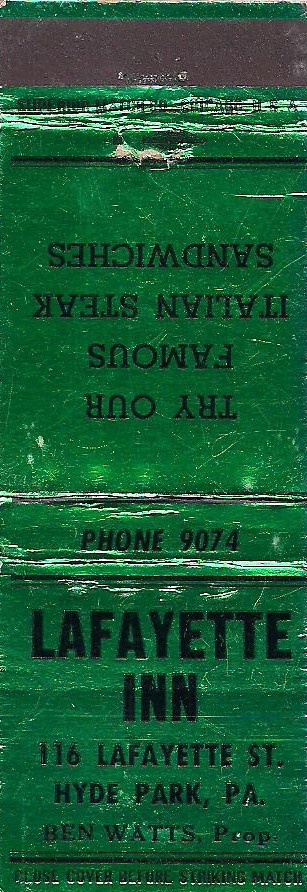 TRY OUR
FAMOUS
ITALIAN STEAK
SANDWICHES
PHONE 9074
LAFAYETTE
INN
116 LAFAYETTE ST.
HYDE PARK, PA.
BEN WATTS, Prop.
CLOSE COVER BEFORE STRIKING MATCH